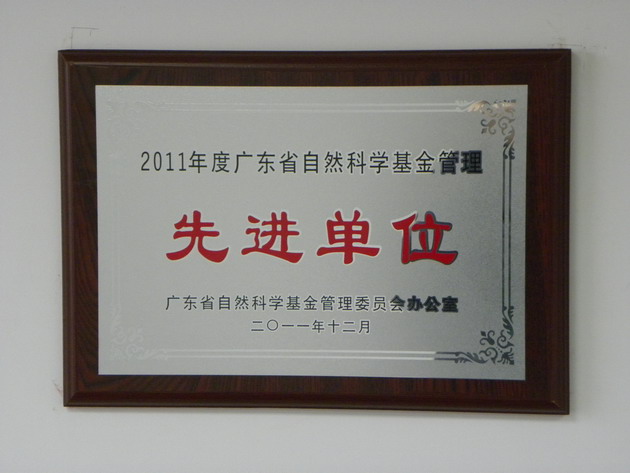 2011年度广东省自然科学基金管理
先进单位
广东省自然科学基金管理委员会办公室
二〇一一年十二月